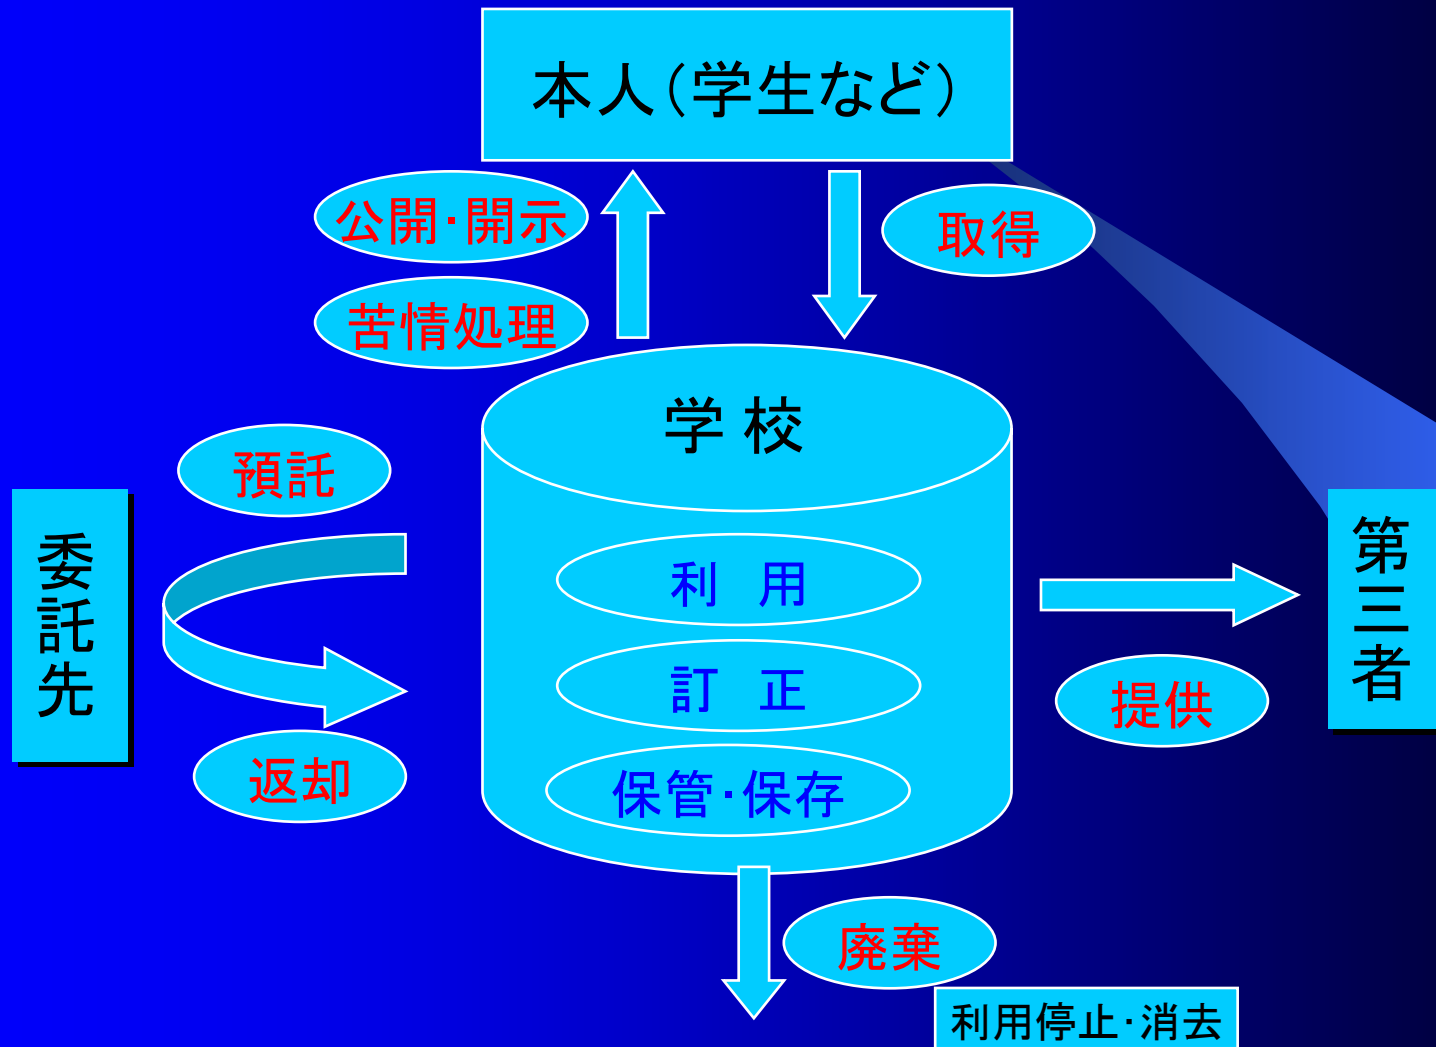 本人（学生など）
公開・開示
取得
苦情処理
学 校
預託
委託先
利 用
第三者
訂 正
提供
返却
保管・保存
廃棄
利用停止・消去